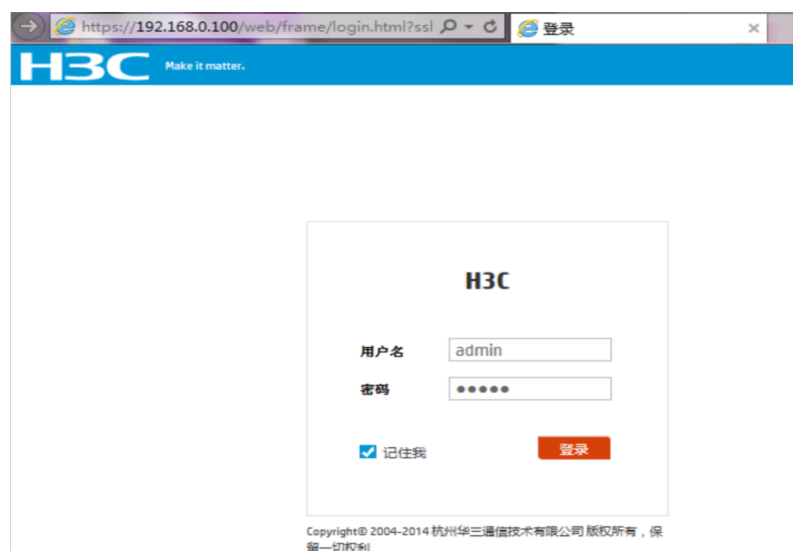 https://192.168.0.100/web/frame/login.html?ssl
登录
H3C
Make it matter.
H3C
用户名
admin
密码
●●●●●
记住我
登录
Copyright© 2004-2014 杭州华三通信技术有限公司 版权所有，保
留一切权利